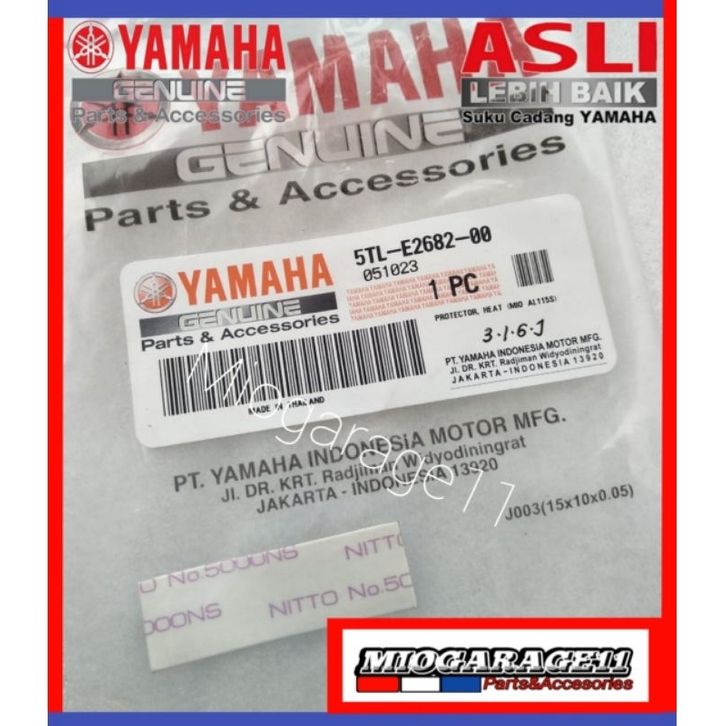 YAMAHA
GENUINE
Parts & Accessories
ASLI
LEBIH BAIK
Suku Cadang YAMAHA
YAMAHA
GENUINE
Parts & Accessories
5TL-E2682-00
051023
1 PC
YAMAHA
GENUINE
Parts & Accessories
PROTECTOR, HEAT (MIO AL115S)
3.1.6.J
PT. YAMAHA INDONESIA MOTOR MFG.
JL. DR. KRT. Radjiman Widyodiningrat
JAKARTA - INDONESIA 13920
MADE IN THAILAND
Miogarage11
PT. YAMAHA INDONESIA MOTOR MFG.
Jl. DR. KRT. Radjiman Widyodiningrat
JAKARTA - INDONESIA 13920
J003(15x10x0.05)
No.5000NS NITTO
000NS NITTO No.50
MIOGARAGE11
Parts&Accesories